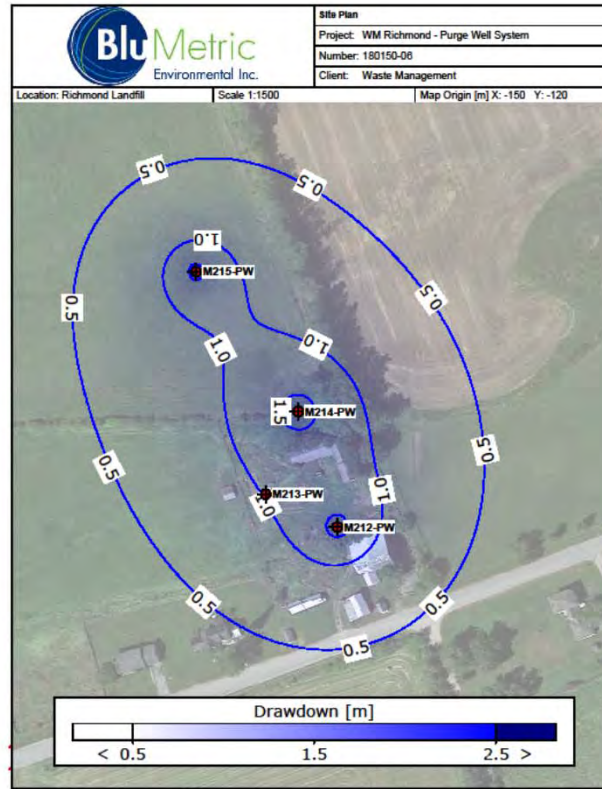 BluMetric
Environmental Inc.
Site Plan
Project: WM Richmond - Purge Well System
Number: 180150-06
Client: Waste Management
Location: Richmond Landfill
Scale 1:1500
Map Origin [m] X: -150 Y: -120
0.5
0.5
1.0
M215-PW
0.5
0.5
1.0
1.0
1.5
M214-PW
0.5
0.5
1.0
M213-PW
1.0
M212-PW
0.5
0.5
0.5
Drawdown [m]
< 0.5 1.5 2.5 >